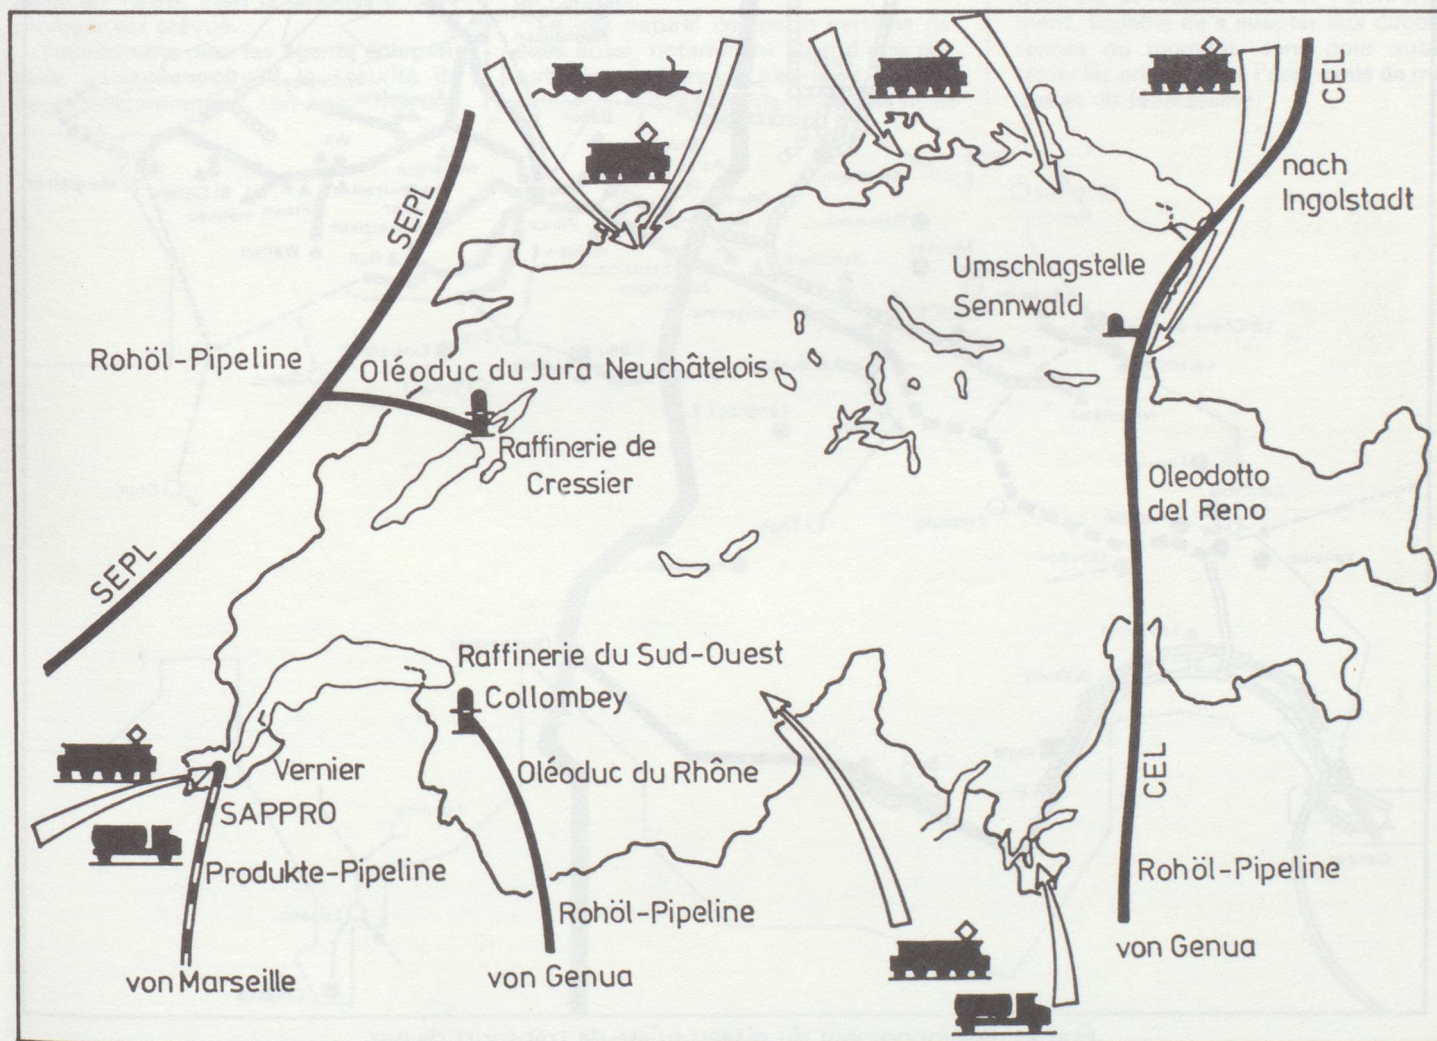 CEL
nach
Ingolstadt
SEPL
Umschlagstelle
Sennwald
Rohöl-Pipeline
Oléoduc du Jura Neuchâtelois
Raffinerie de
Cressier
Oleodotto
del Reno
SEPL
Raffinerie du Sud-Ouest
Collombey
Vernier
Oléoduc du Rhône
CEL
SAPPRO
Produkte-Pipeline
Rohöl-Pipeline
Rohöl-Pipeline
von Marseille
von Genua
von Genua